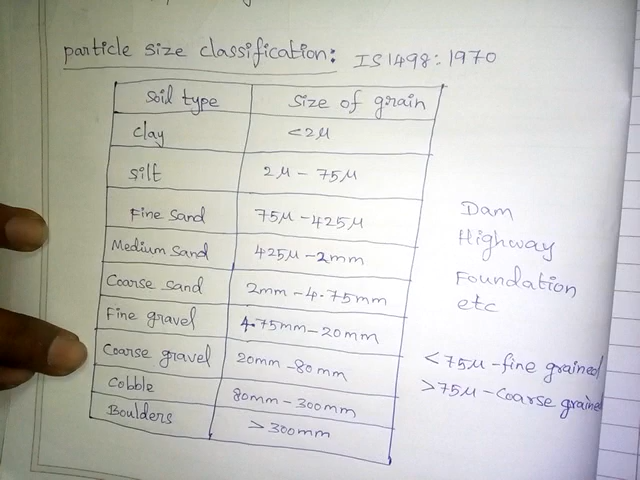 particle size classification: IS1498:1970
Soil type Size of grain
Clay <2μ
Silt 2μ - 75μ
Fine Sand 75μ - 425μ
Medium Sand 425μ - 2mm
Coarse Sand 2mm - 4.75mm
Fine gravel 4.75mm - 20mm
Coarse gravel 20mm - 80mm
Cobble 80mm - 300mm
Boulders >300mm
Dam
Highway
Foundation
etc
<75μ - fine grained
>75μ - Coarse grained